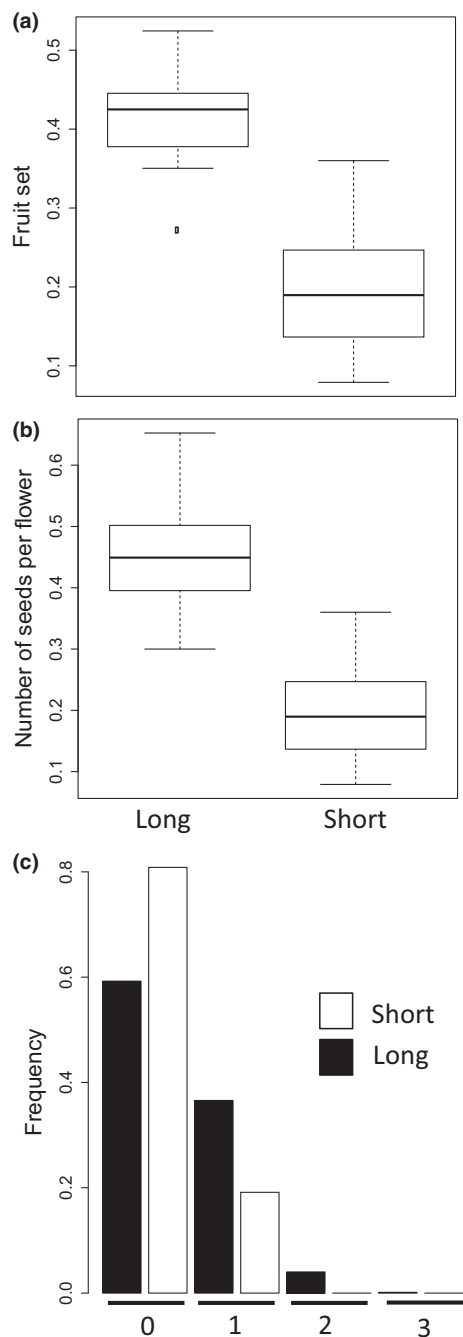 (a)
Fruit set
0.5
0.4
0.3
0.2
0.1
(b)
Number of seeds per flower
0.6
0.5
0.4
0.3
0.2
0.1
Long Short
(c)
Frequency
0.8
0.6
0.4
0.2
0.0
Short
Long
0 1 2 3